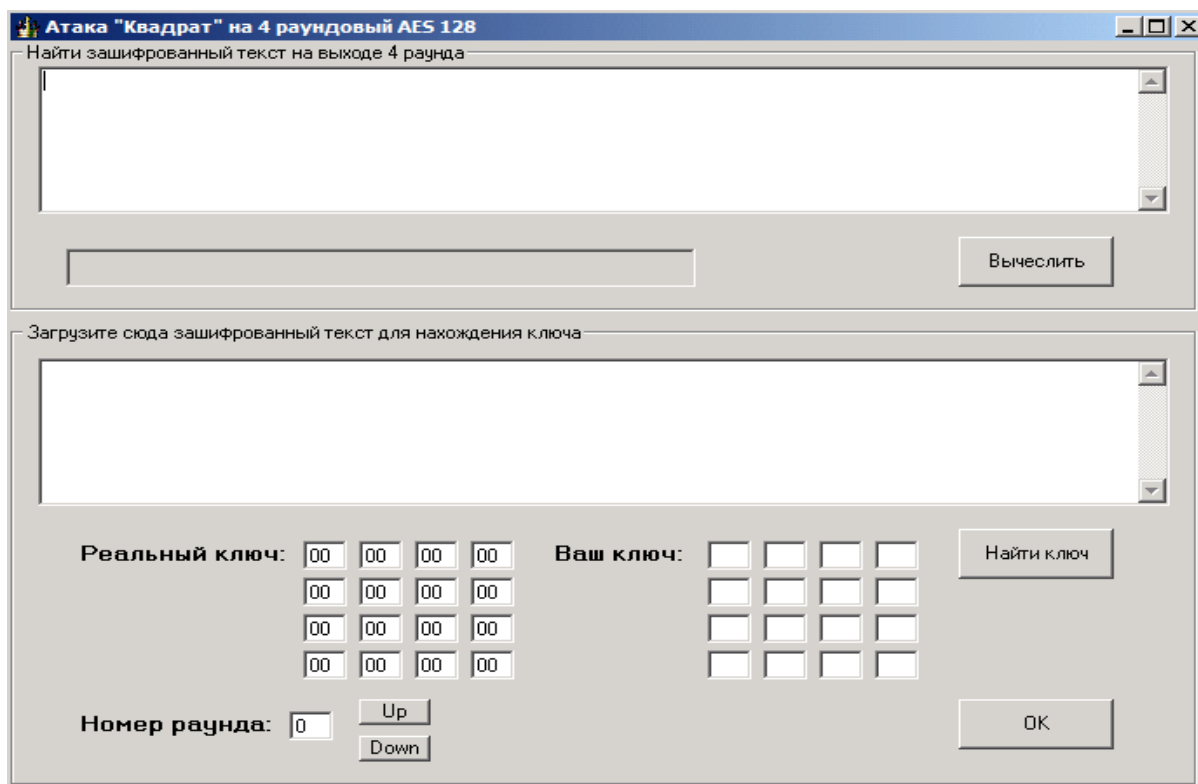 Атака "Квадрат" на 4 раундовый AES 128
Найти зашифрованный текст на выходе 4 раунда
Вычеслить
Загрузите сюда зашифрованный текст для нахождения ключа
Реальный ключ: 00 00 00 00 Ваш ключ: Найти ключ
00 00 00 00
00 00 00 00
00 00 00 00
Up
Номер раунда: 0 OK
Down